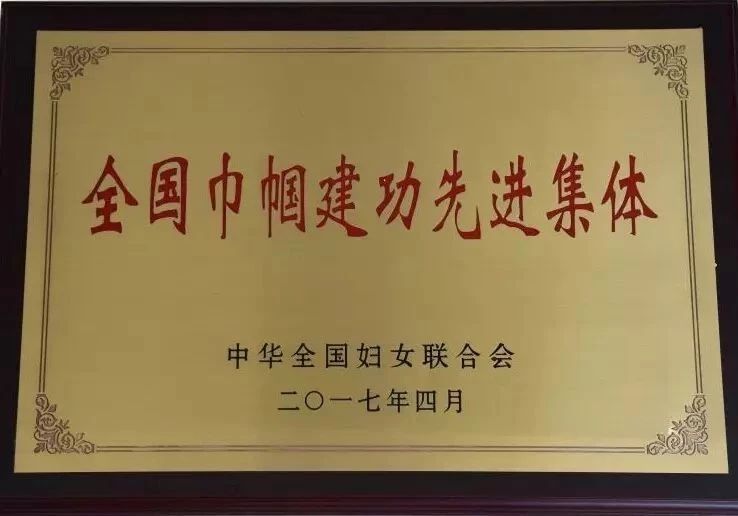 全国巾帼建功先进集体
中华全国妇女联合会
二〇一七年四月